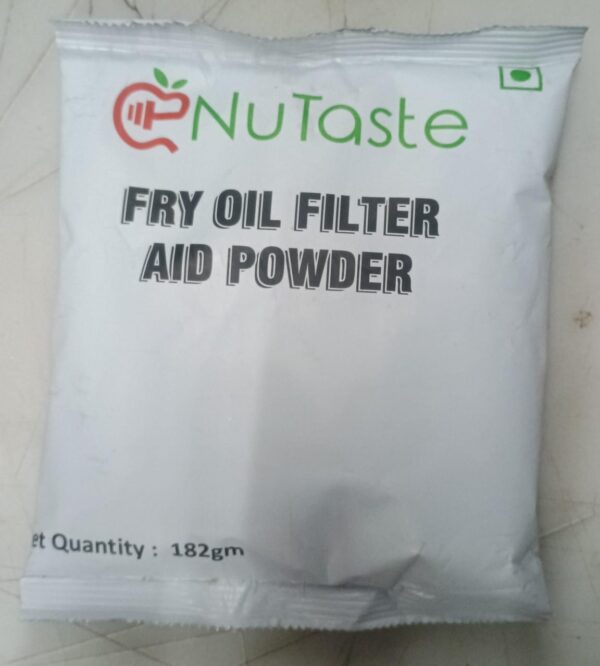 NuTaste
FRY OIL FILTER
AID POWDER
et Quantity : 182gm